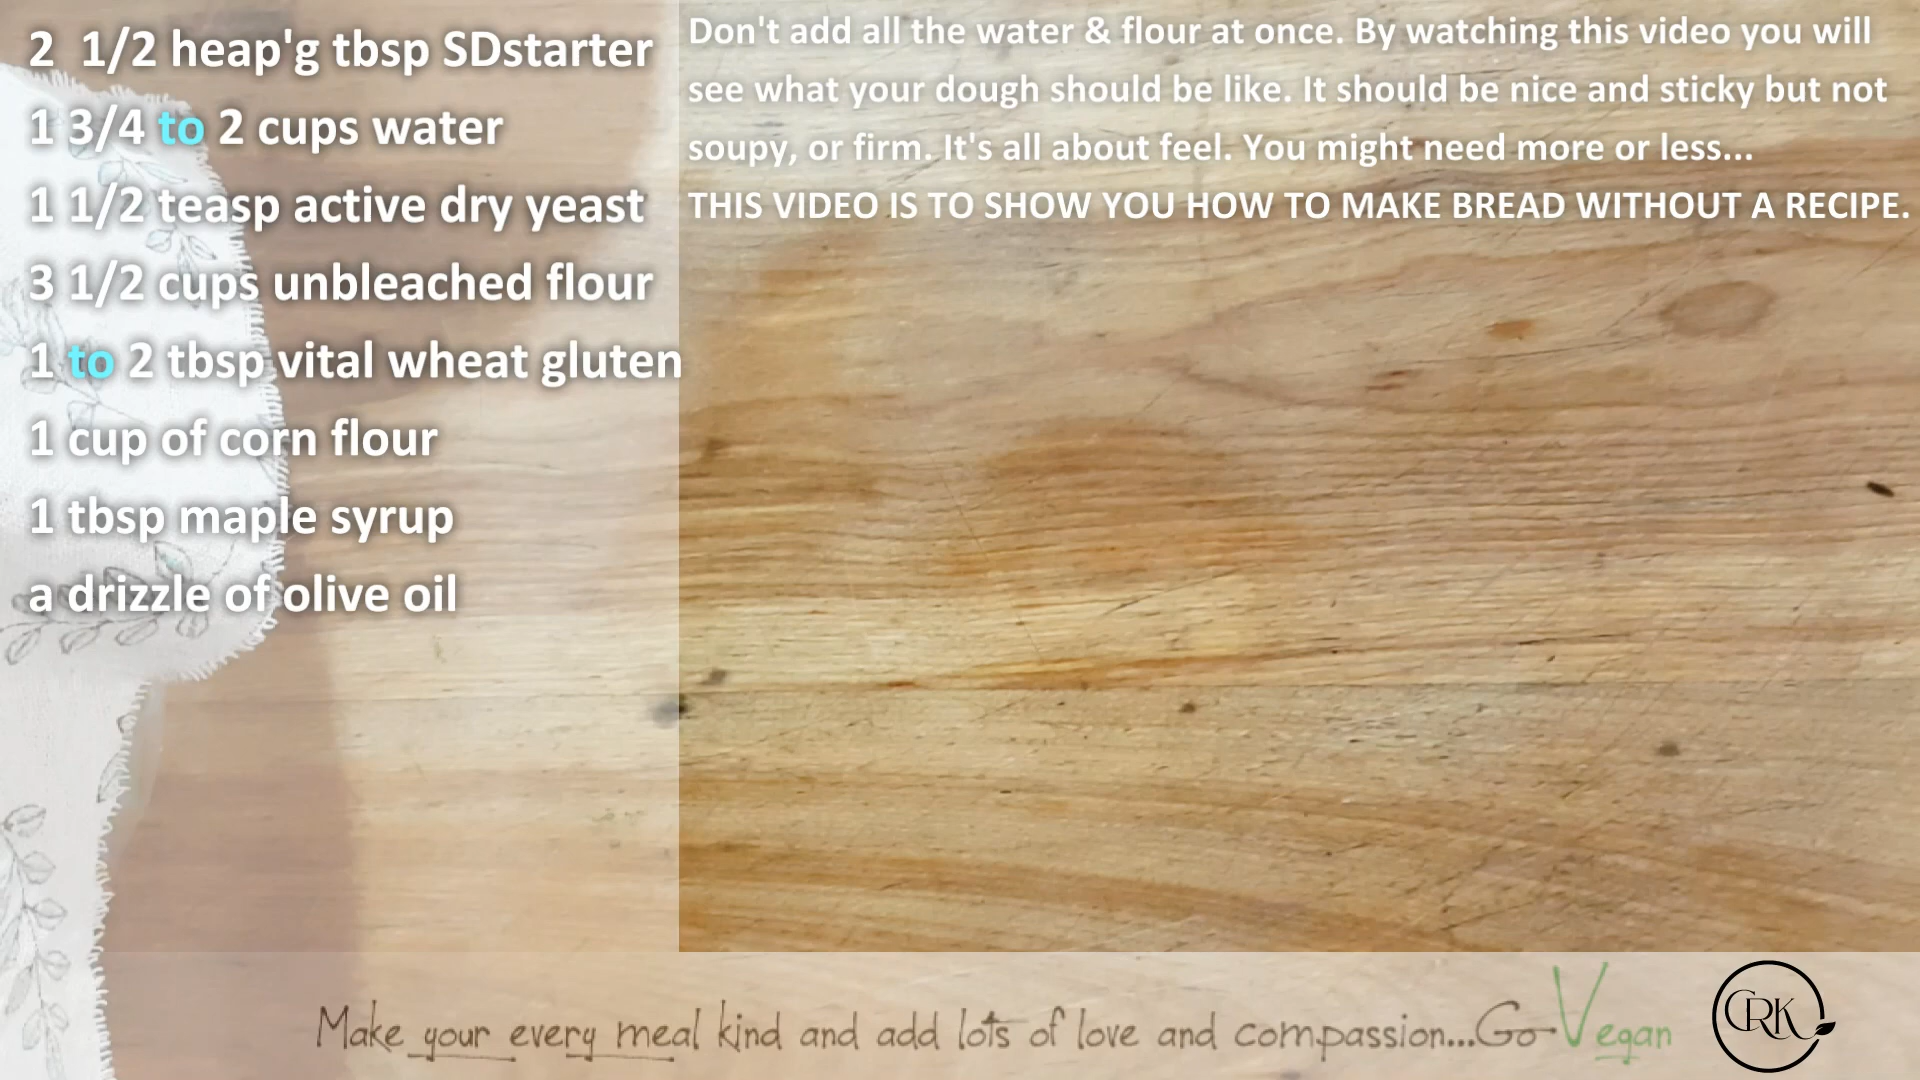 2 1/2 heap'g tbsp SDstarter
1 3/4 to 2 cups water
1 1/2 teasp active dry yeast
3 1/2 cups unbleached flour
1 to 2 tbsp vital wheat gluten
1 cup of corn flour
1 tbsp maple syrup
a drizzle of olive oil
Don't add all the water & flour at once. By watching this video you will
see what your dough should be like. It should be nice and sticky but not
soupy, or firm. It's all about feel. You might need more or less...
THIS VIDEO IS TO SHOW YOU HOW TO MAKE BREAD WITHOUT A RECIPE.
Make your every meal kind and add lots of love and compassion...Go Vegan
CRK